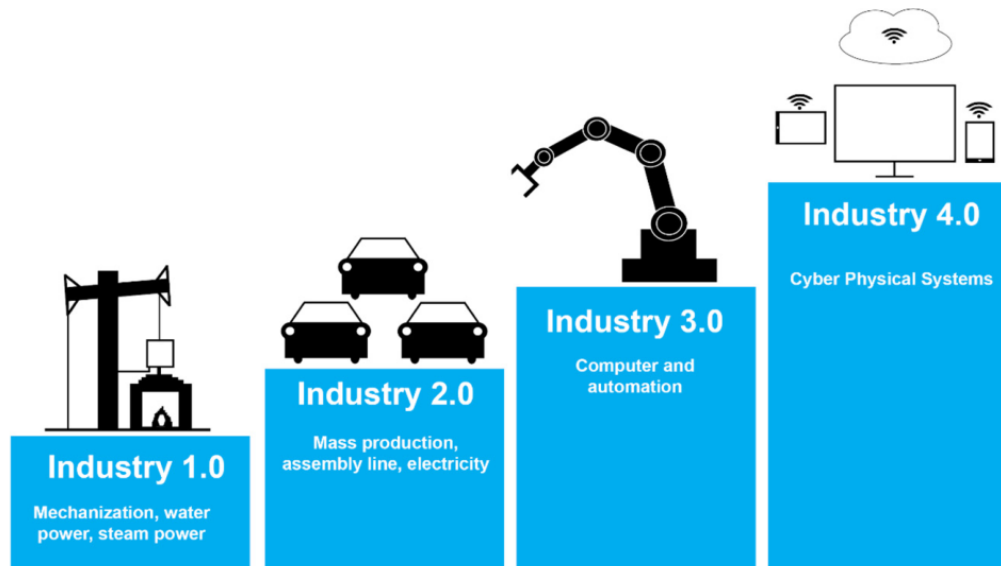 Industry 1.0
Mechanization, water
power, steam power
Industry 2.0
Mass production,
assembly line, electricity
Industry 3.0
Computer and
automation
Industry 4.0
Cyber Physical Systems